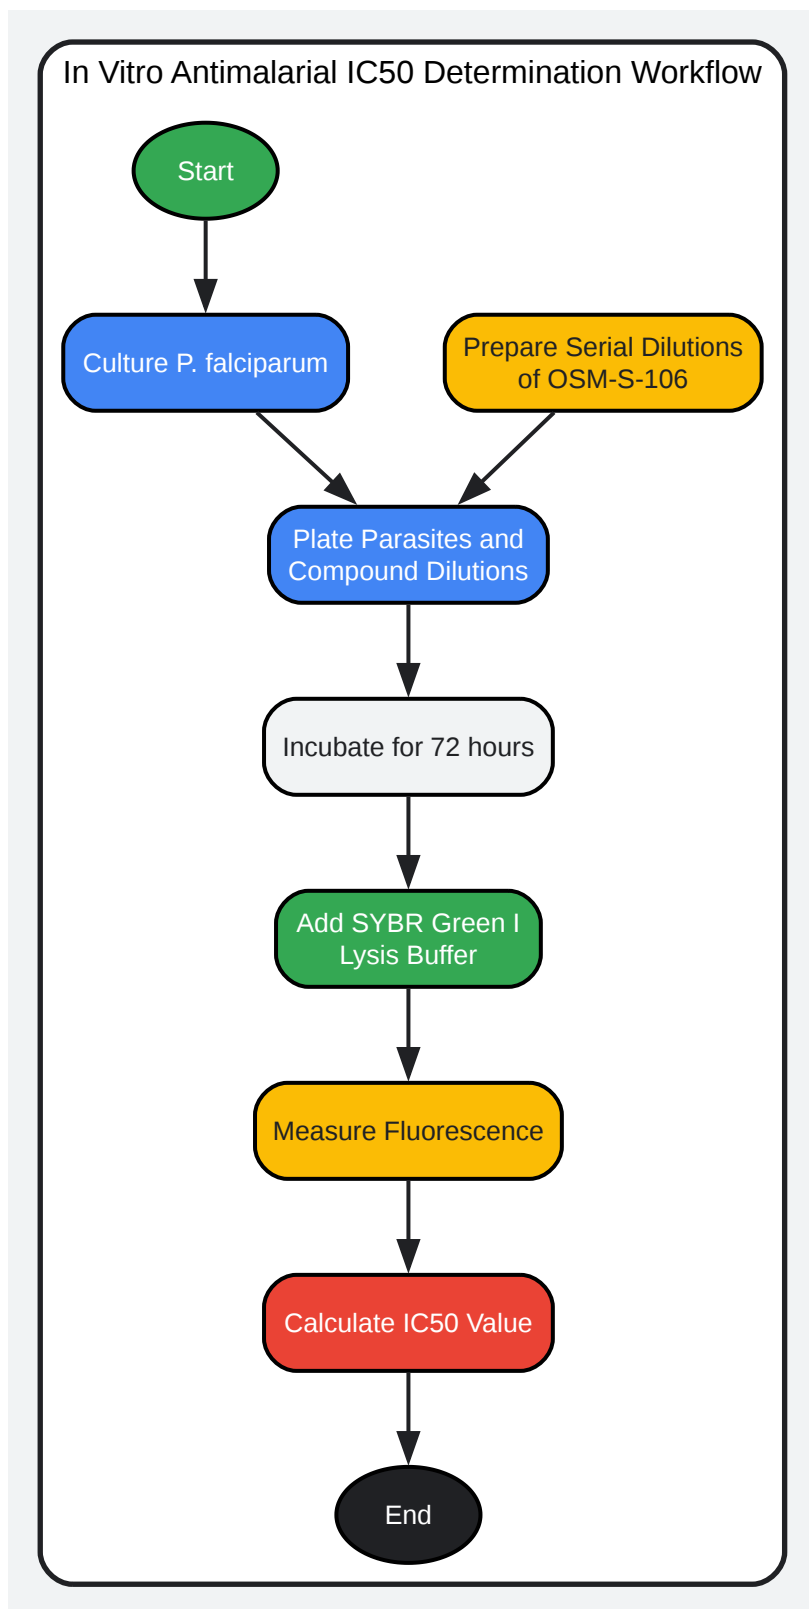 In Vitro Antimalarial IC50 Determination Workflow
Start
Culture P. falciparum
Prepare Serial Dilutions
of OSM-S-106
Plate Parasites and
Compound Dilutions
Incubate for 72 hours
Add SYBR Green I
Lysis Buffer
Measure Fluorescence
Calculate IC50 Value
End